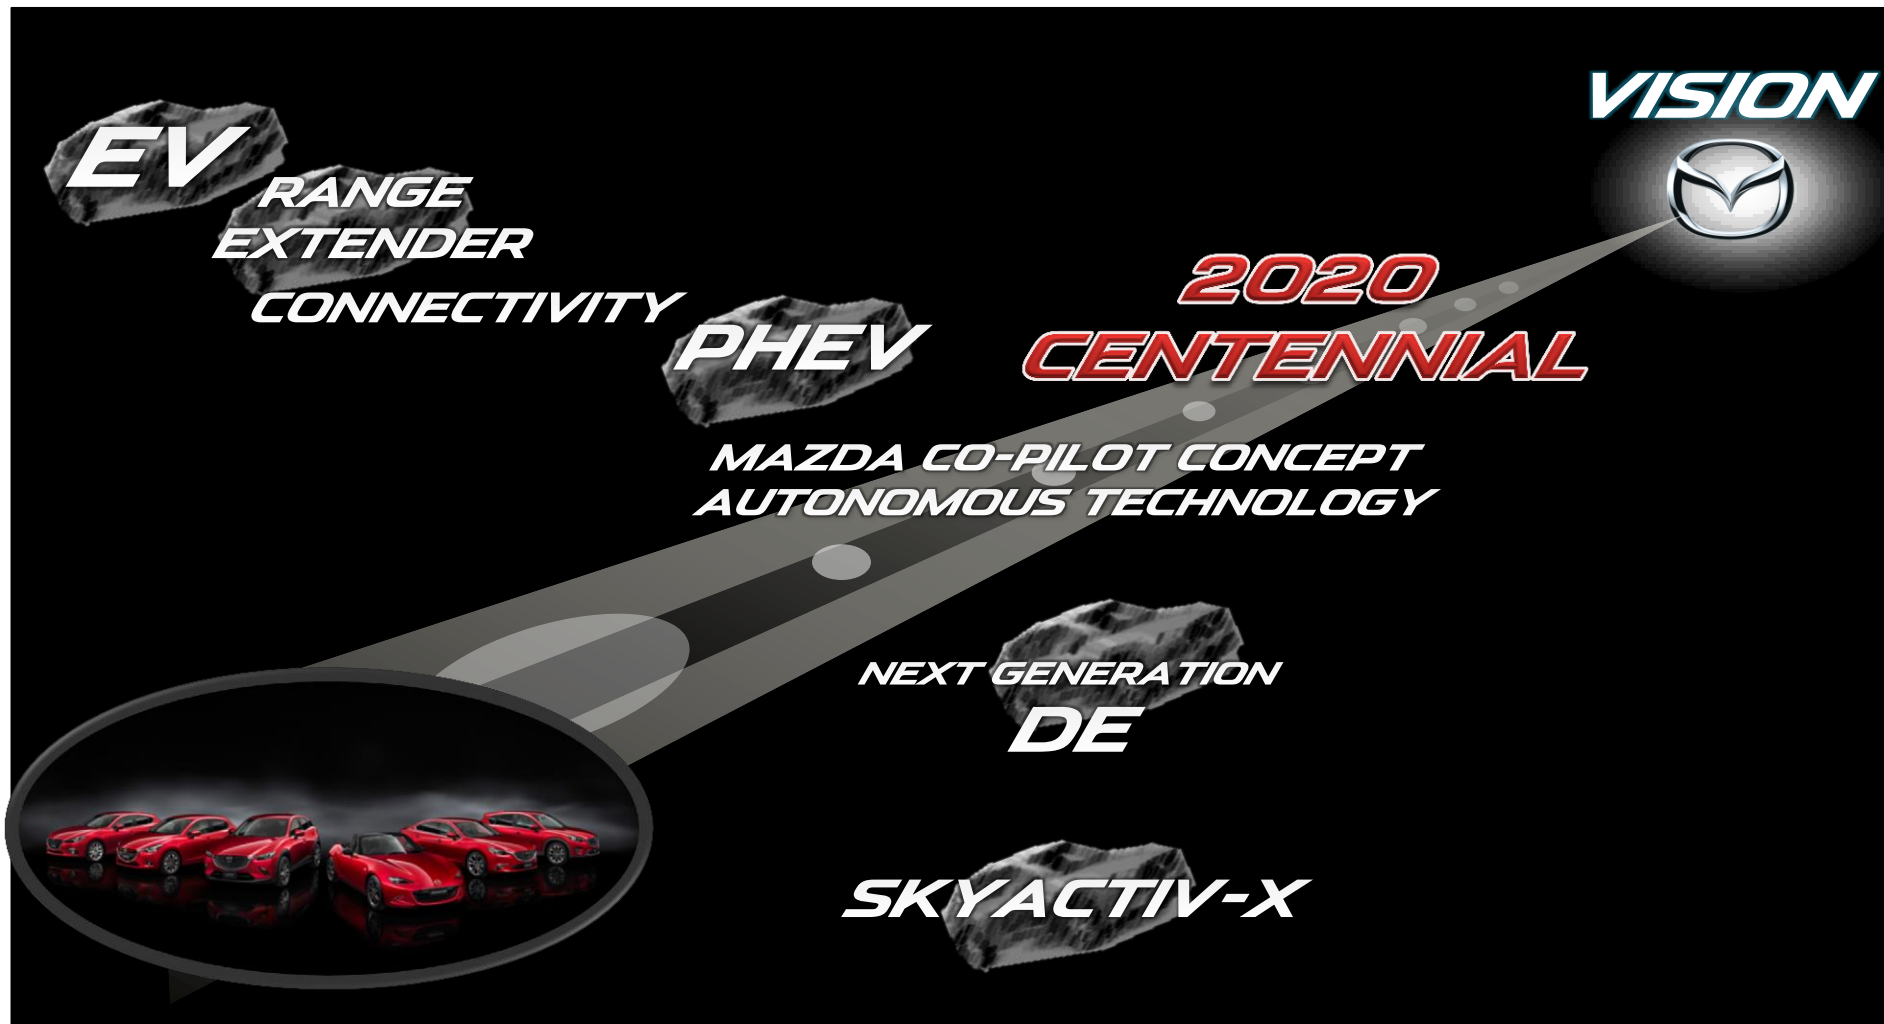 VISION
EV
RANGE
EXTENDER
CONNECTIVITY
PHEV
2020
CENTENNIAL
MAZDA CO-PILOT CONCEPT
AUTONOMOUS TECHNOLOGY
NEXT GENERATION
DE
SKYACTIV-X